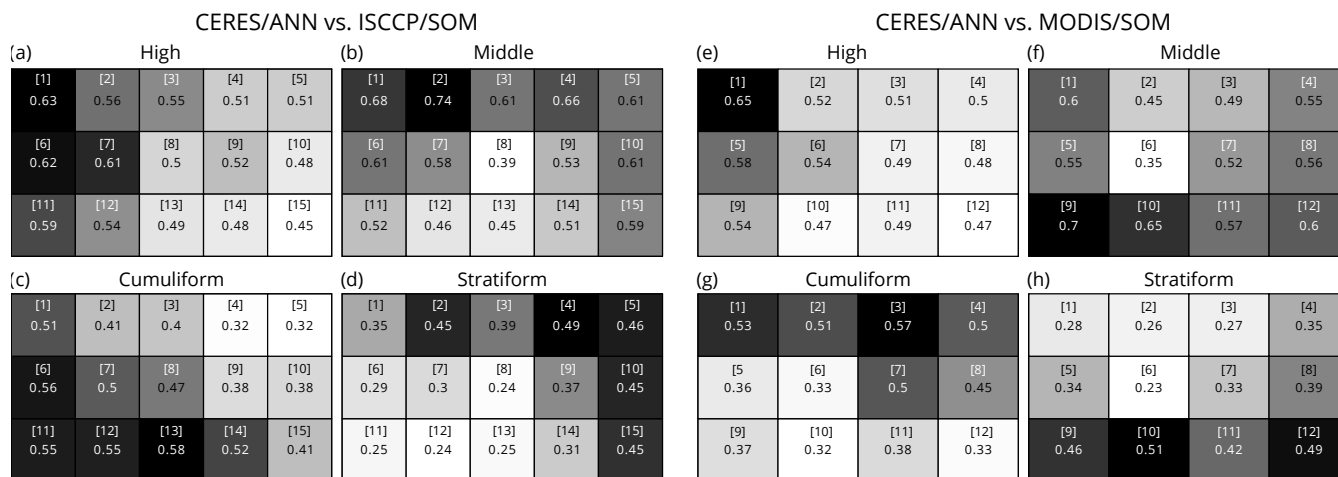 CERES/ANN vs. ISCCP/SOM
CERES/ANN vs. MODIS/SOM
(a) High
[1] [2] [3] [4] [5]
0.63 0.56 0.55 0.51 0.51
[6] [7] [8] [9] [10]
0.62 0.61 0.5 0.52 0.48
[11] [12] [13] [14] [15]
0.59 0.54 0.49 0.48 0.45
(b) Middle
[1] [2] [3] [4] [5]
0.68 0.74 0.61 0.66 0.61
[6] [7] [8] [9] [10]
0.61 0.58 0.39 0.53 0.61
[11] [12] [13] [14] [15]
0.52 0.46 0.45 0.51 0.59
(c) Cumuliform
[1] [2] [3] [4] [5]
0.51 0.41 0.4 0.32 0.32
[6] [7] [8] [9] [10]
0.56 0.5 0.47 0.38 0.38
[11] [12] [13] [14] [15]
0.55 0.55 0.58 0.52 0.41
(d) Stratiform
[1] [2] [3] [4] [5]
0.35 0.45 0.39 0.49 0.46
[6] [7] [8] [9] [10]
0.29 0.3 0.24 0.37 0.45
[11] [12] [13] [14] [15]
0.25 0.24 0.25 0.31 0.45
(e) High
[1] [2] [3] [4]
0.65 0.52 0.51 0.5
[5] [6] [7] [8]
0.58 0.54 0.49 0.48
[9] [10] [11] [12]
0.54 0.47 0.49 0.47
(f) Middle
[1] [2] [3] [4]
0.6 0.45 0.49 0.55
[5] [6] [7] [8]
0.55 0.35 0.52 0.56
[9] [10] [11] [12]
0.7 0.65 0.57 0.6
(g) Cumuliform
[1] [2] [3] [4]
0.53 0.51 0.57 0.5
[5 [6] [7] [8]
0.36 0.33 0.5 0.45
[9] [10] [11] [12]
0.37 0.32 0.38 0.33
(h) Stratiform
[1] [2] [3] [4]
0.28 0.26 0.27 0.35
[5] [6] [7] [8]
0.34 0.23 0.33 0.39
[9] [10] [11] [12]
0.46 0.51 0.42 0.49